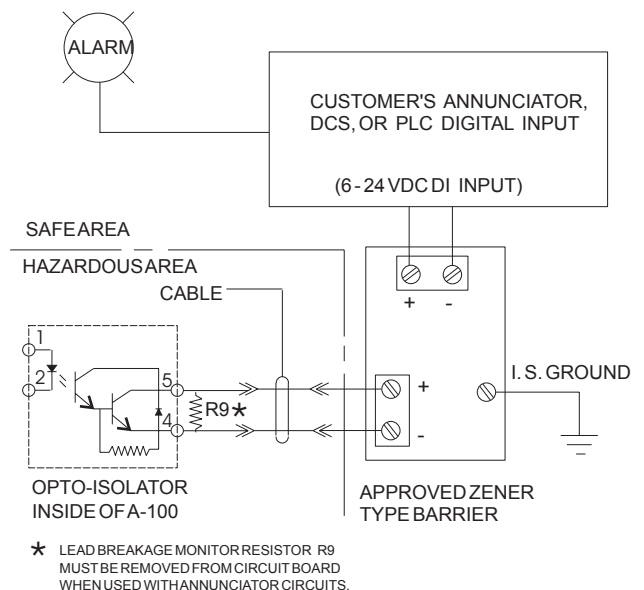 ALARM
CUSTOMER'S ANNUNCIATOR,
DCS, OR PLC DIGITAL INPUT
(6-24 VDC DI INPUT)
SAFE AREA
HAZARDOUS AREA
CABLE
+ -
1
2
5
4
R9*
+
-
I. S. GROUND
OPTO-ISOLATOR
INSIDE OF A-100
APPROVED ZENER
TYPE BARRIER
* LEAD BREAKAGE MONITOR RESISTOR R9
MUST BE REMOVED FROM CIRCUIT BOARD
WHEN USED WITH ANNUNCIATOR CIRCUITS.